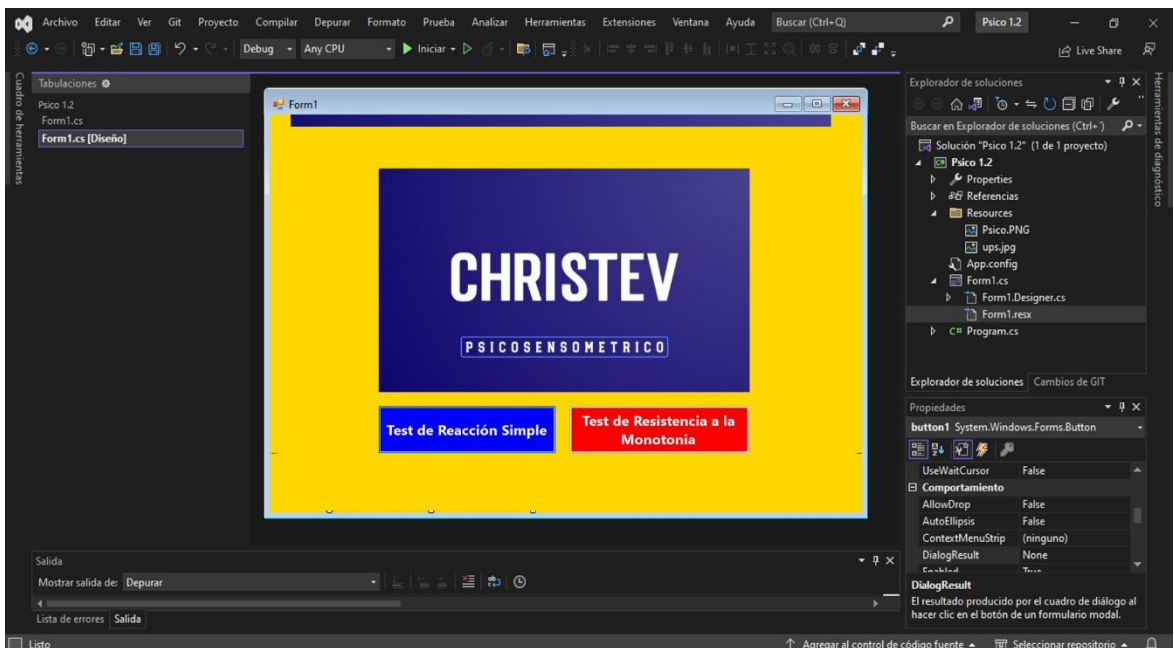 Archivo Editar Ver Git Proyecto Compilar Depurar Formato Prueba Analizar Herramientas Extensiones Ventana Ayuda Buscar (Ctrl+Q) Psico 1.2
Debug Any CPU Iniciar Live Share
Cuadro de herramientas
Tabulaciones
Psico 1.2
Form1.cs
Form1.cs [Diseño]
Form1
CHRISTEV
PSICOSENSOMETRICO
Test de Reacción Simple
Test de Resistencia a la
Monotonia
Salida
Mostrar salida de: Depurar
Lista de errores Salida
Explorador de soluciones
Buscar en Explorador de soluciones (Ctrl+´)
Solución "Psico 1.2" (1 de 1 proyecto)
Psico 1.2
Properties
Referencias
Resources
Psico.PNG
ups.jpg
App.config
Form1.cs
Form1.Designer.cs
Form1.resx
C# Program.cs
Explorador de soluciones Cambios de GIT
Propiedades
button1 System.Windows.Forms.Button
UseWaitCursor False
Comportamiento
AllowDrop False
AutoEllipsis False
ContextMenuStrip (ninguno)
DialogResult None
Enabled True
DialogResult
El resultado producido por el cuadro de diálogo al
hacer clic en el botón de un formulario modal.
Herramientas de diagnóstico
Listo Agregar al control de código fuente Seleccionar repositorio